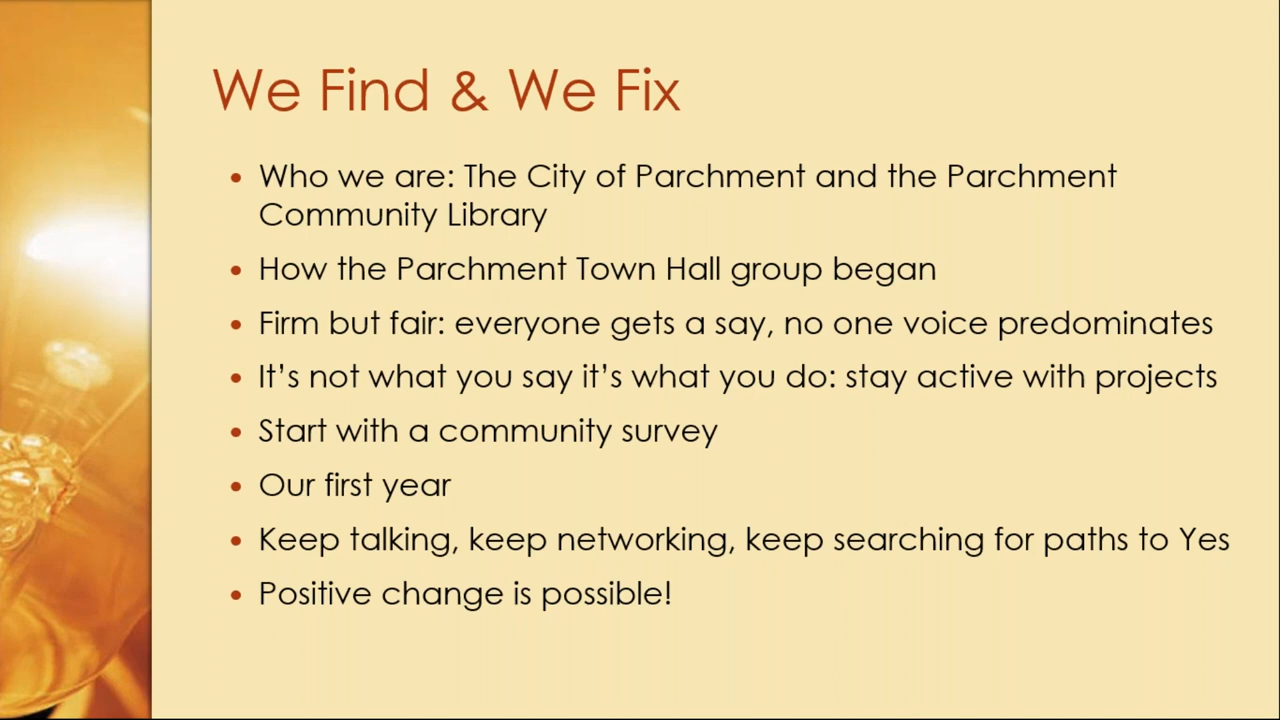 We Find & We Fix
• Who we are: The City of Parchment and the Parchment
Community Library
• How the Parchment Town Hall group began
• Firm but fair: everyone gets a say, no one voice predominates
• It’s not what you say it’s what you do: stay active with projects
• Start with a community survey
• Our first year
• Keep talking, keep networking, keep searching for paths to Yes
• Positive change is possible!